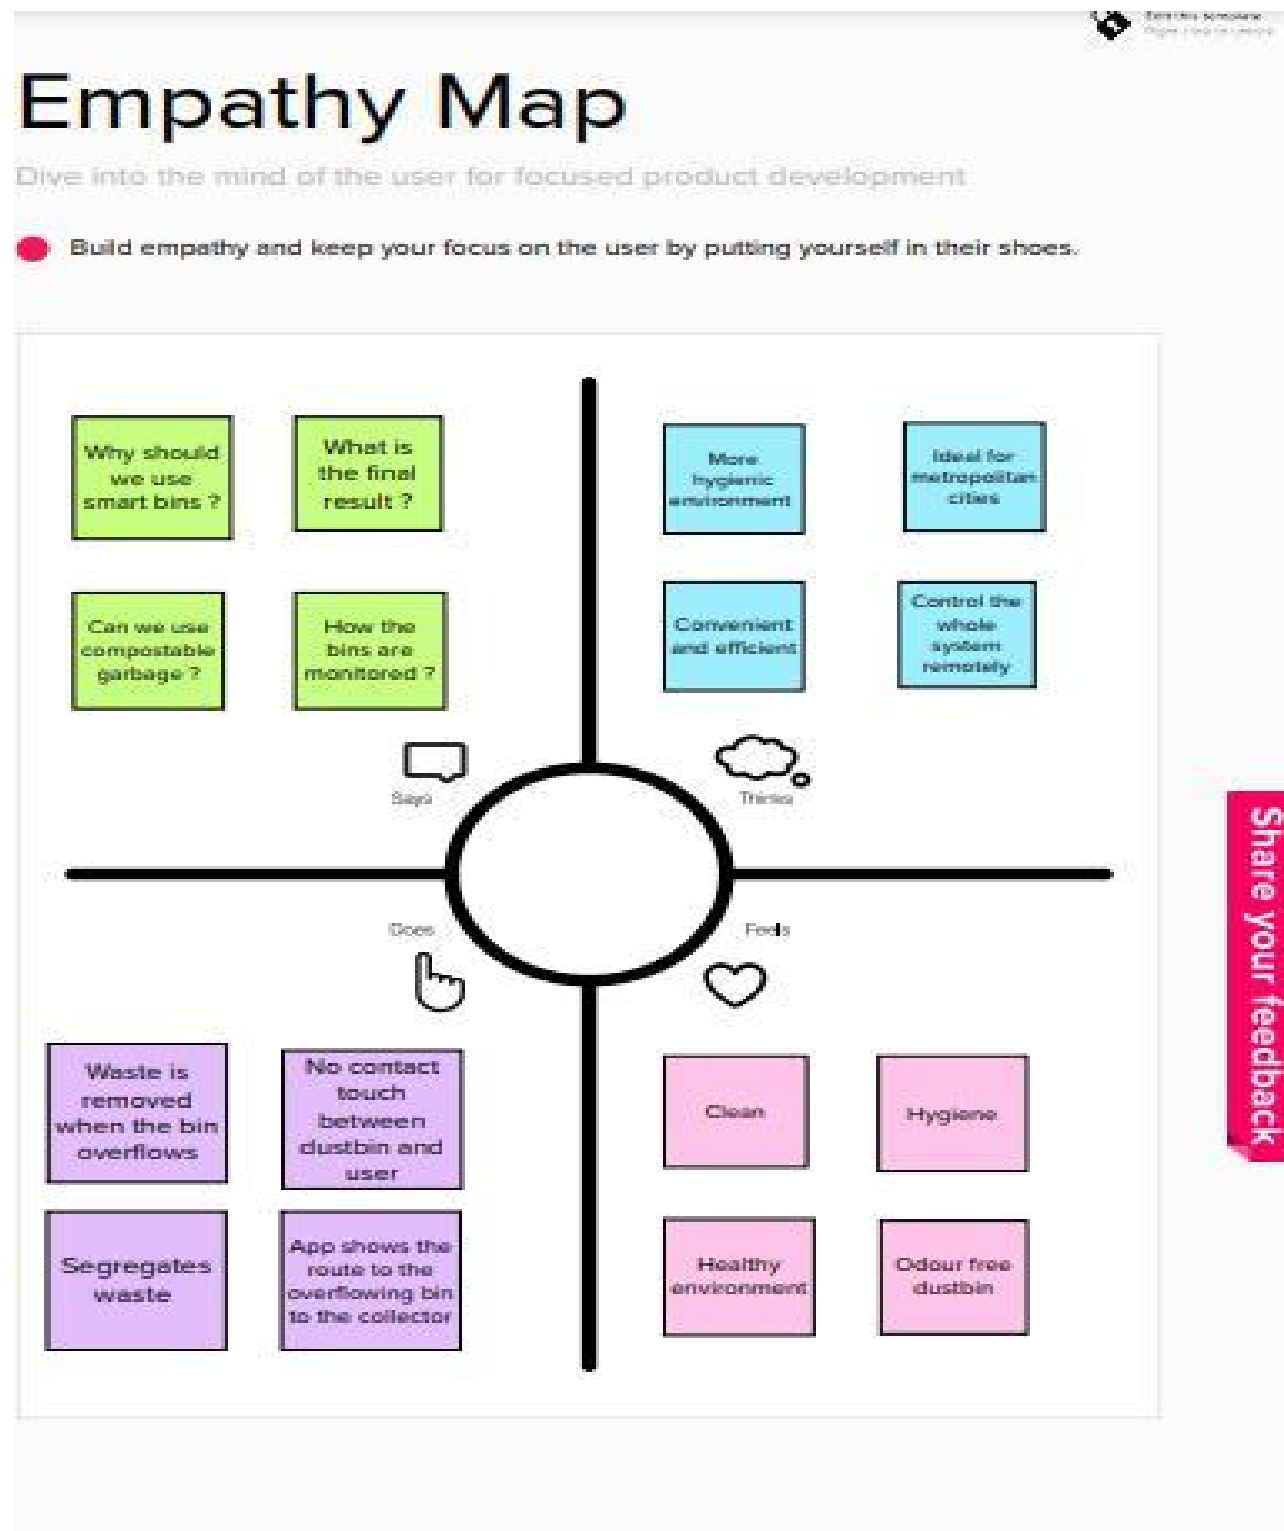 Empathy Map
Dive into the mind of the user for focused product development
Build empathy and keep your focus on the user by putting yourself in their shoes.
Why should
we use
smart bins ?
What is
the final
result ?
Can we use
compostable
garbage ?
How the
bins are
monitored ?
Says
More
hygienic
environment
Ideal for
metropolitan
cities
Convenient
and efficient
Control the
whole
system
remotely
Thinks
Does
Waste is
removed
when the bin
overflows
No contact
touch
between
dustbin and
user
Segregates
waste
App shows the
route to the
overflowing bin
to the collector
Feels
Clean
Hygiene
Healthy
environment
Odour free
dustbin
Share your feedback